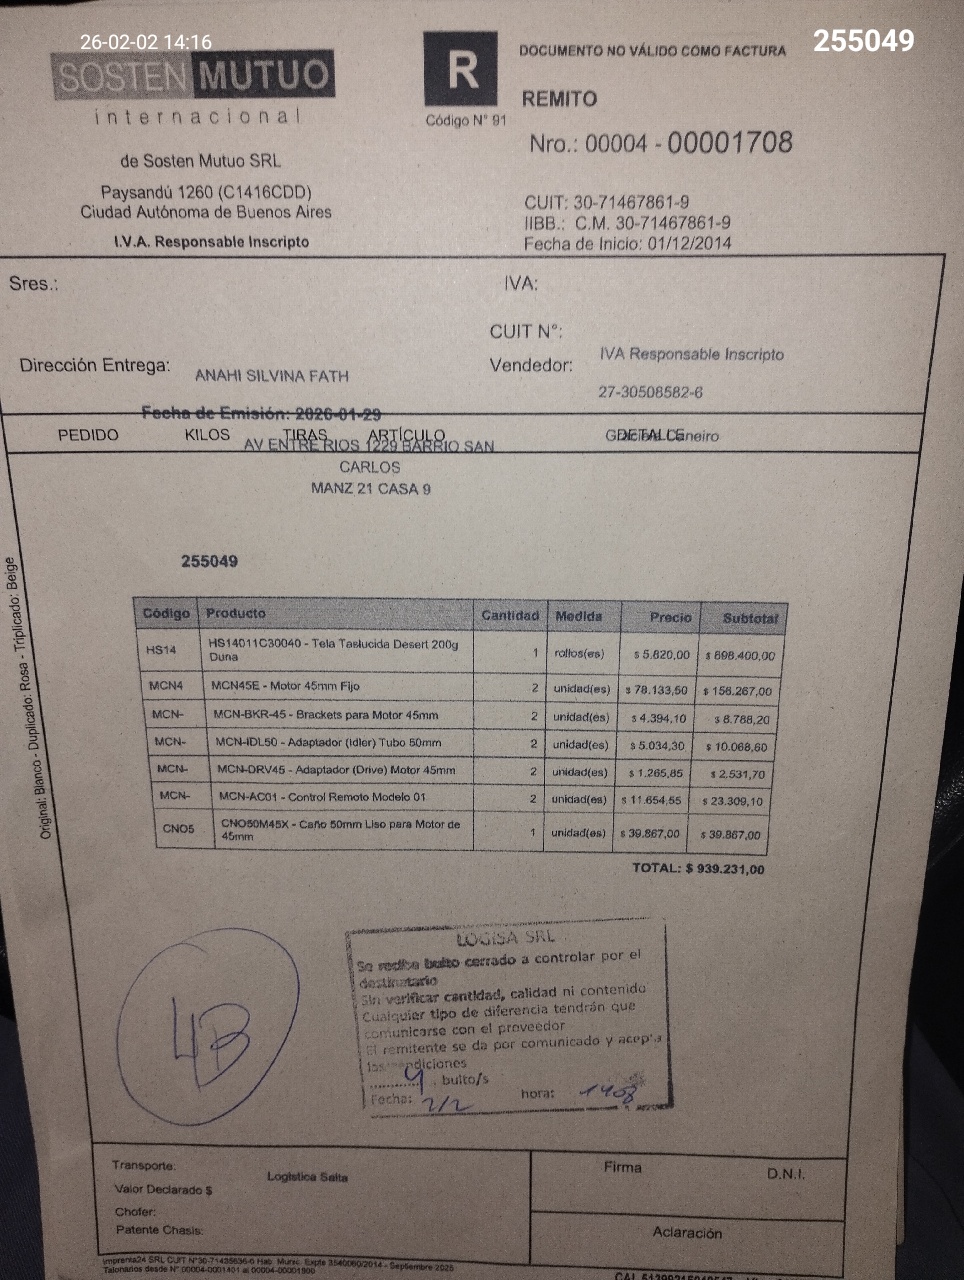 26-02-02 14:16
255049
SOSTEN MUTUO
internacional
de Sosten Mutuo SRL
Paysandú 1260 (C1416CDD)
Ciudad Autónoma de Buenos Aires
I.V.A. Responsable Inscripto
R
Código N° 91
DOCUMENTO NO VÁLIDO COMO FACTURA
REMITO
Nro.: 00004 - 00001708
CUIT: 30-71467861-9
IIBB.: C.M. 30-71467861-9
Fecha de Inicio: 01/12/2014
Sres.:
IVA:
CUIT N°:
Dirección Entrega:
ANAHI SILVINA FATH
Vendedor:
IVA Responsable Inscripto
27-30508582-6
Fecha de Emisión: 2026-01-29
PEDIDO KILOS TIRAS ARTÍCULO DETALLE
AV ENTRE RIOS 1229 BARRIO SAN
CARLOS
MANZ 21 CASA 9
255049
Código Producto Cantidad Medida Precio Subtotal
HS14 HS14011C30040 - Tela Taslucida Desert 200g Duna 1 rollos(es) $ 5.620,00 $ 698.400,00
MCN4 MCN45E - Motor 45mm Fijo 2 unidad(es) $ 78.133,50 $ 156.267,00
MCN- MCN-BKR-45 - Brackets para Motor 45mm 2 unidad(es) $ 4.394,10 $ 8.788,20
MCN- MCN-IDL50 - Adaptador (Idler) Tubo 50mm 2 unidad(es) $ 5.034,30 $ 10.068,60
MCN- MCN-DRV45 - Adaptador (Drive) Motor 45mm 2 unidad(es) $ 1.265,85 $ 2.531,70
MCN- MCN-AC01 - Control Remoto Modelo 01 2 unidad(es) $ 11.654,55 $ 23.309,10
CNO5 CNO50M45X - Caño 50mm Liso para Motor de 45mm 1 unidad(es) $ 39.867,00 $ 39.867,00
TOTAL: $ 939.231,00
LOGISA SRL
Se recibe bulto cerrado a controlar por el
destinatario
Sin verificar cantidad, calidad ni contenido
Cualquier tipo de diferencia tendrán que
comunicarse con el proveedor
El remitente se da por comunicado y acepta
las condiciones
4 bulto/s
Fecha: 2/2 hora: 1408
Original: Blanco - Duplicado: Rosa - Triplicado: Beige
Transporte: Logística Salta
Valor Declarado $
Chofer:
Patente Chasis:
Firma D.N.I.
Aclaración